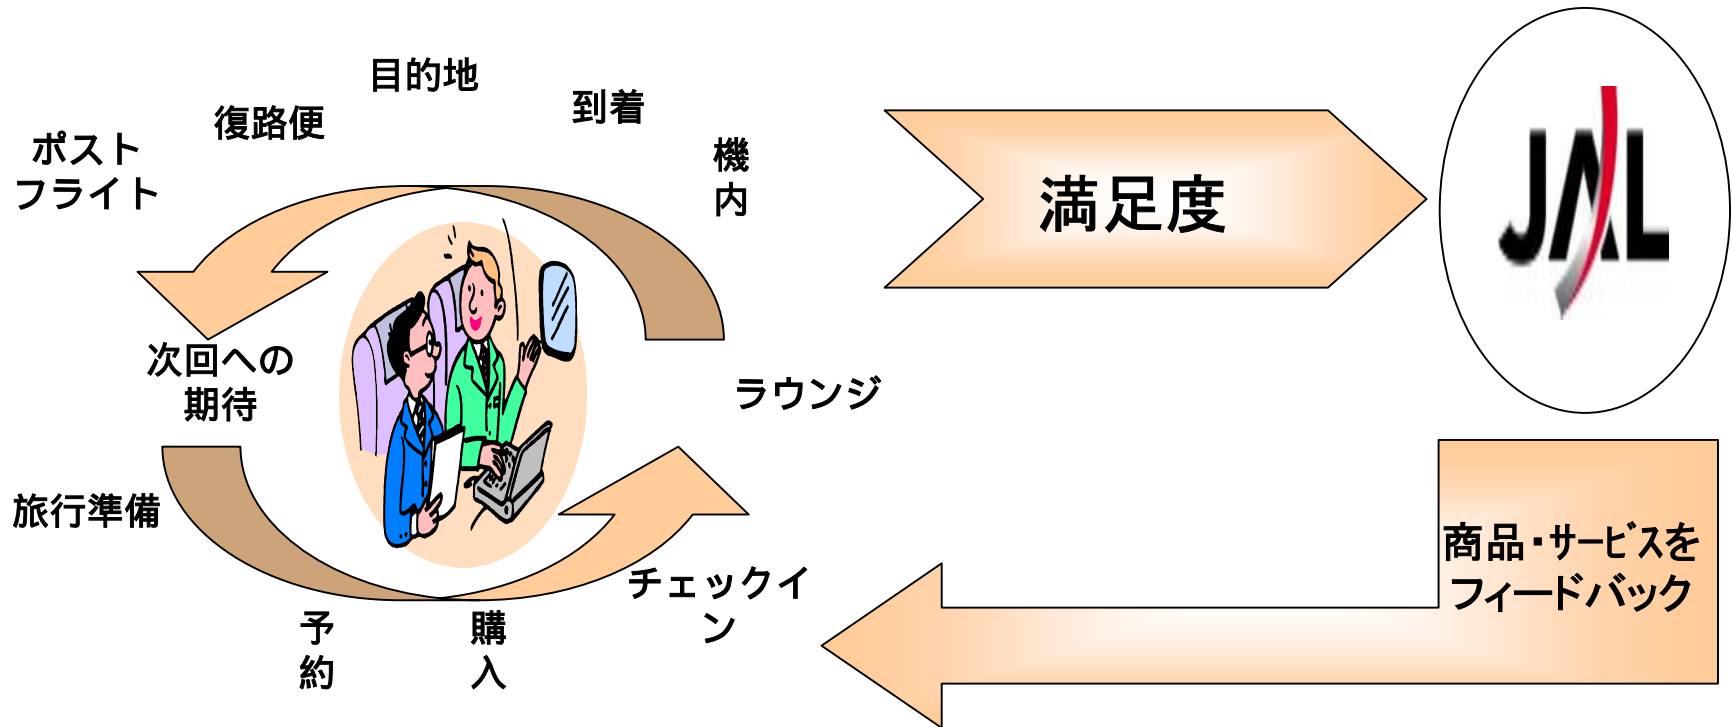 目的地
到着
復路便
ポスト
フライト
機
内
満足度
JAL
次回への
期待
ラウンジ
旅行準備
商品・サービスを
フィードバック
チェックイ
ン
予
約
購
入